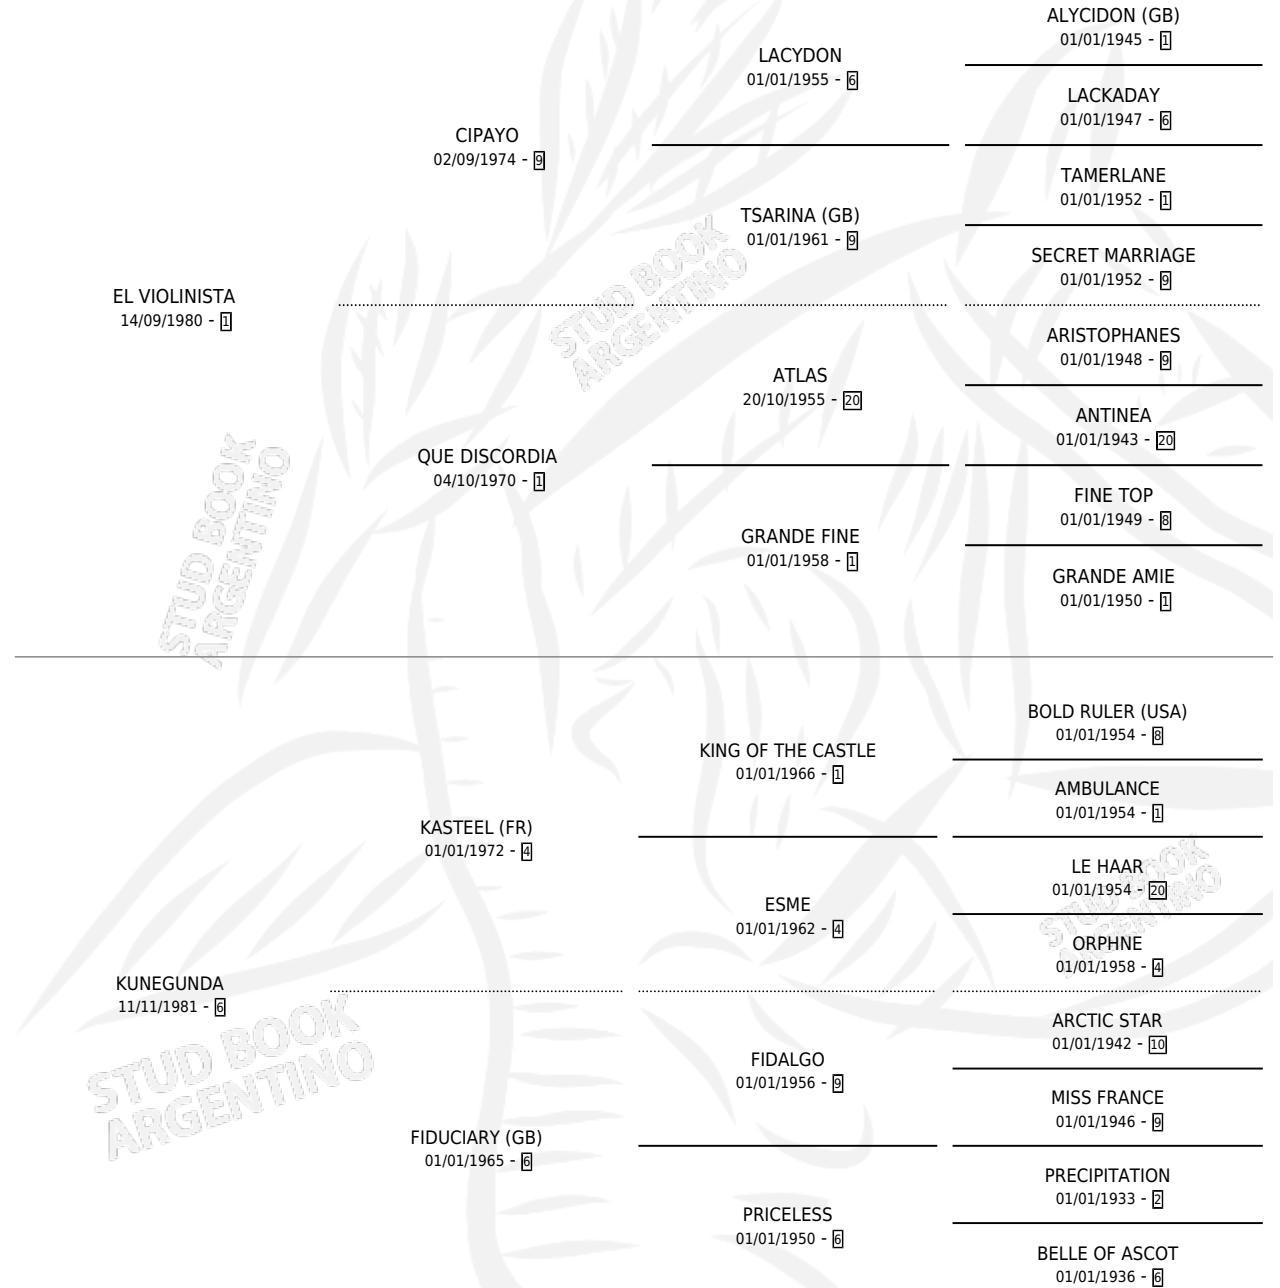 ALYCIDON (GB)
01/01/1945 - 1
LACYDON
01/01/1955 - 6
LACKADAY
01/01/1947 - 6
CIPAYO
02/09/1974 - 9
TAMERLANE
01/01/1952 - 1
TSARINA (GB)
01/01/1961 - 9
SECRET MARRIAGE
01/01/1952 - 9
EL VIOLINISTA
14/09/1980 - 1
STUD BOOK
ARGENTINO
ARISTOPHANES
01/01/1948 - 9
ATLAS
20/10/1955 - 20
ANTINEA
01/01/1943 - 20
QUE DISCORDIA
04/10/1970 - 1
FINE TOP
01/01/1949 - 8
GRANDE FINE
01/01/1958 - 1
GRANDE AMIE
01/01/1950 - 1
STUD BOOK
ARGENTINO
BOLD RULER (USA)
01/01/1954 - 8
KING OF THE CASTLE
01/01/1966 - 1
AMBULANCE
01/01/1954 - 1
KASTEEL (FR)
01/01/1972 - 4
LE HAAR
01/01/1954 - 20
ESME
01/01/1962 - 4
STUD BOOK
ARGENTINO
ORPHNE
01/01/1958 - 4
KUNEGUNDA
11/11/1981 - 6
ARCTIC STAR
01/01/1942 - 10
FIDALGO
01/01/1956 - 9
MISS FRANCE
01/01/1946 - 9
STUD BOOK
ARGENTINO
FIDUCIARY (GB)
01/01/1965 - 6
PRECIPITATION
01/01/1933 - 2
PRICELESS
01/01/1950 - 6
BELLE OF ASCOT
01/01/1936 - 6